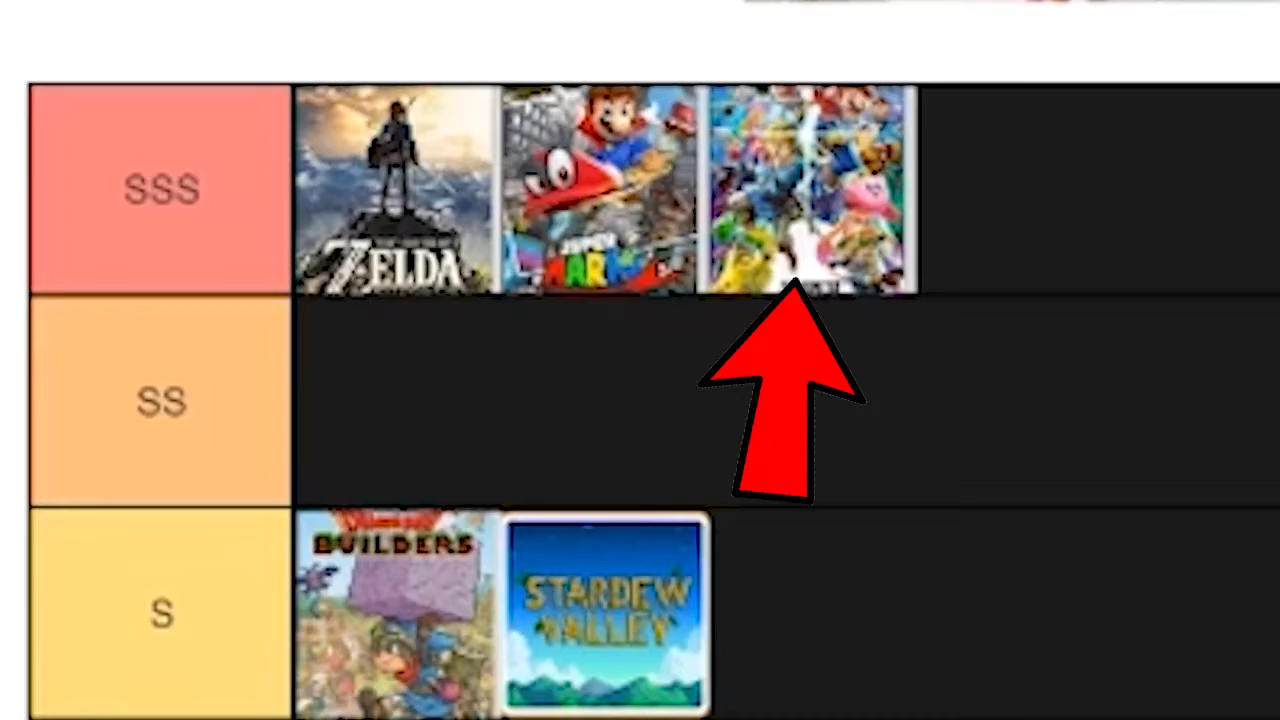 SSS
ZELDA
SUPER
MARIO
SS
BUILDERS
S
STARDEW
VALLEY